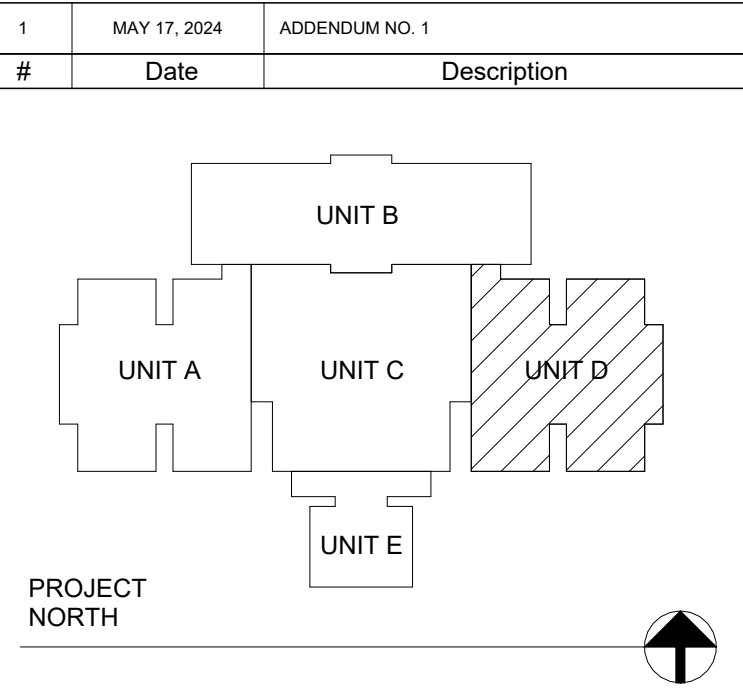 1 MAY 17, 2024 ADDENDUM NO. 1
# Date Description
UNIT B
UNIT A UNIT C UNIT D
UNIT E
PROJECT
NORTH